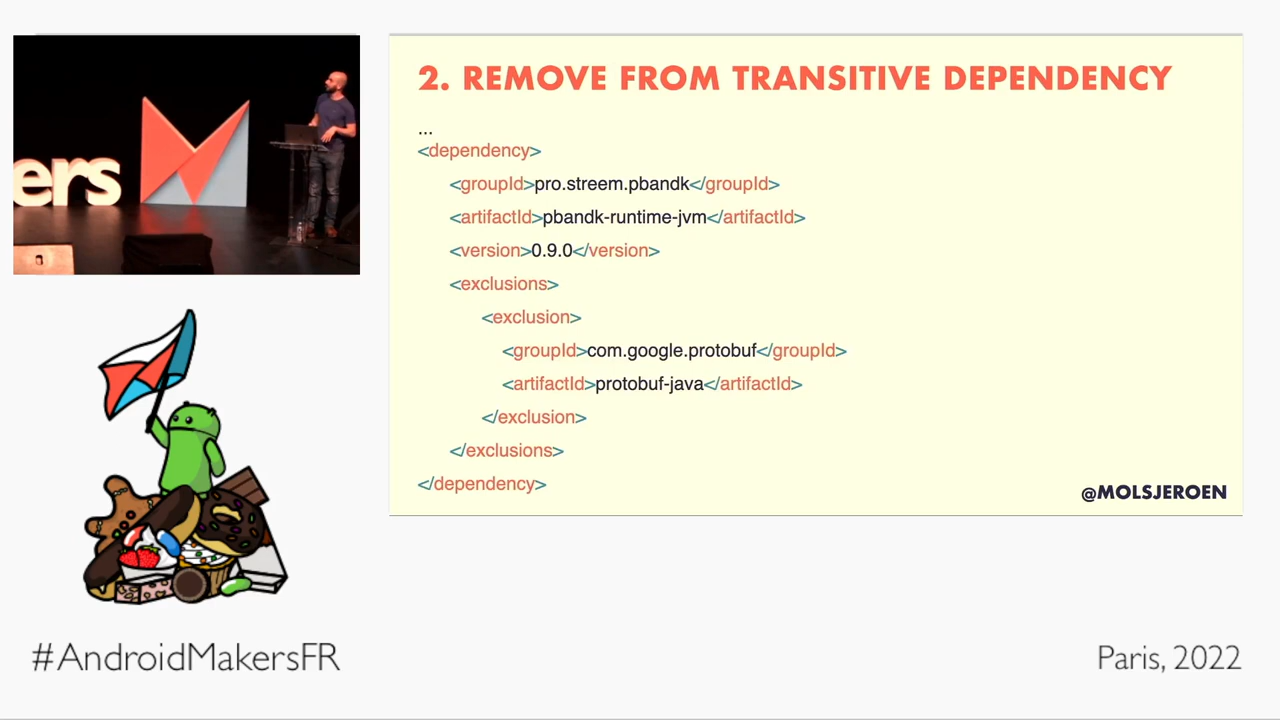 ers
2. REMOVE FROM TRANSITIVE DEPENDENCY
...
<dependency>
<groupId>pro.streem.pbandk</groupId>
<artifactId>pbandk-runtime-jvm</artifactId>
<version>0.9.0</version>
<exclusions>
<exclusion>
<groupId>com.google.protobuf</groupId>
<artifactId>protobuf-java</artifactId>
</exclusion>
</exclusions>
</dependency>
@MOLSJEROEN
#AndroidMakersFR
Paris, 2022